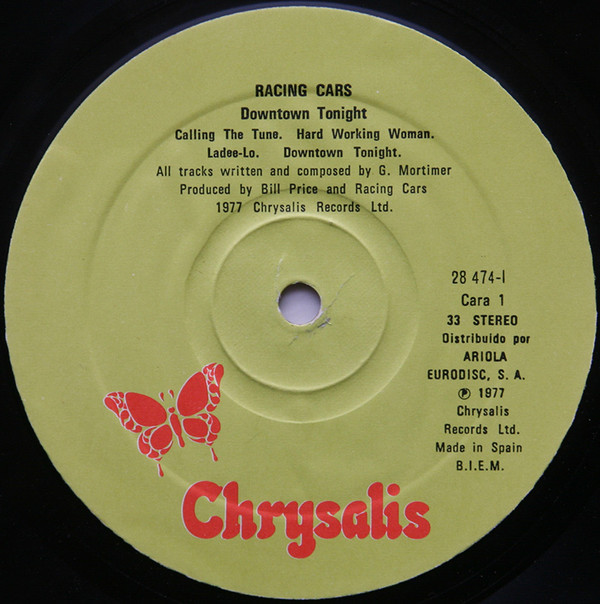 RACING CARS
Downtown Tonight
Calling The Tune. Hard Working Woman.
Ladee-Lo. Downtown Tonight.
All tracks written and composed by G. Mortimer
Produced by Bill Price and Racing Cars
1977 Chrysalis Records Ltd.
28 474-I
Cara 1
33 STEREO
Distribuido por
ARIOLA
EURODISC, S. A.
℗ 1977
Chrysalis
Records Ltd.
Made in Spain
B.I.E.M.
Chrysalis